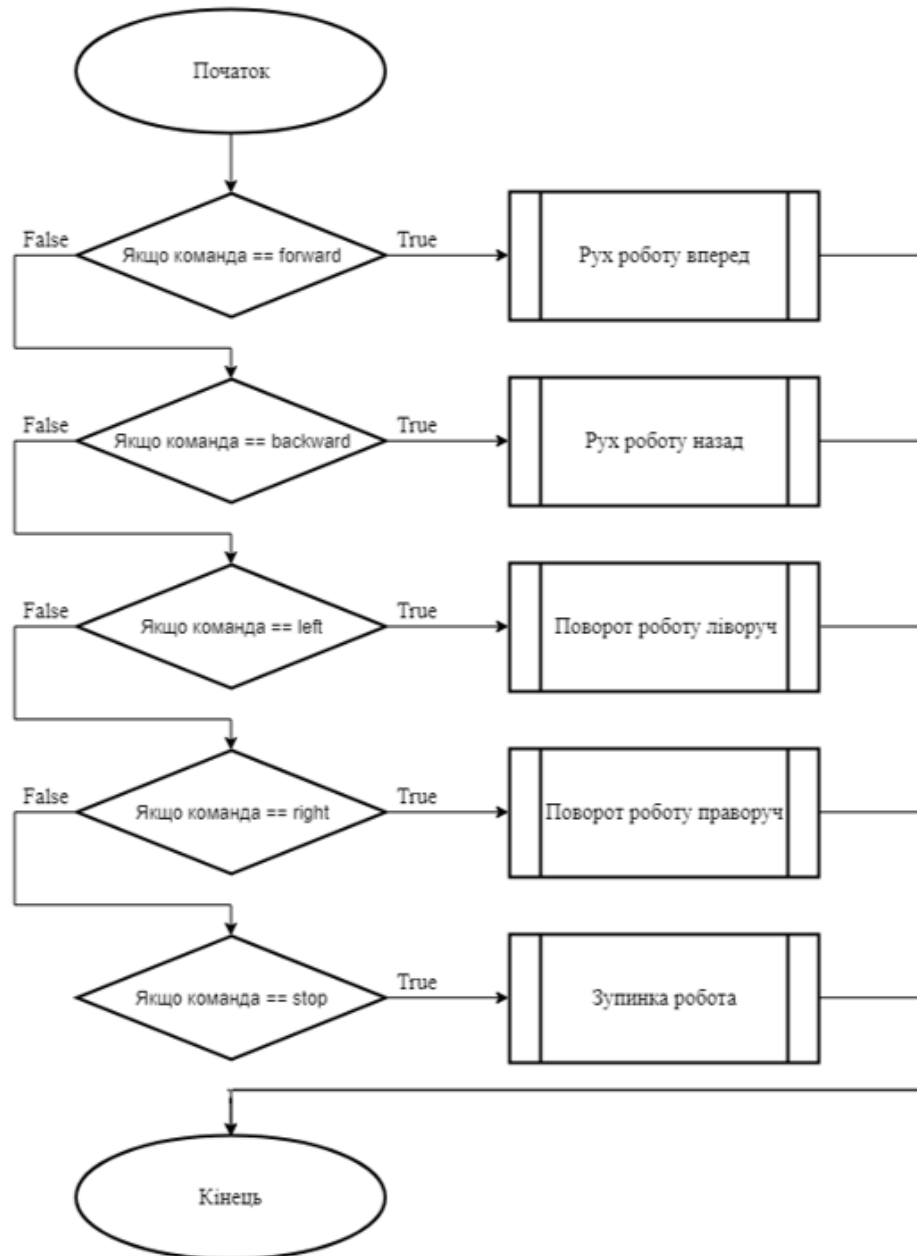 Початок
False
Якщо команда == forward
True
Рух роботу вперед
False
Якщо команда == backward
True
Рух роботу назад
False
Якщо команда == left
True
Поворот роботу ліворуч
False
Якщо команда == right
True
Поворот роботу праворуч
Якщо команда == stop
True
Зупинка робота
Кінець